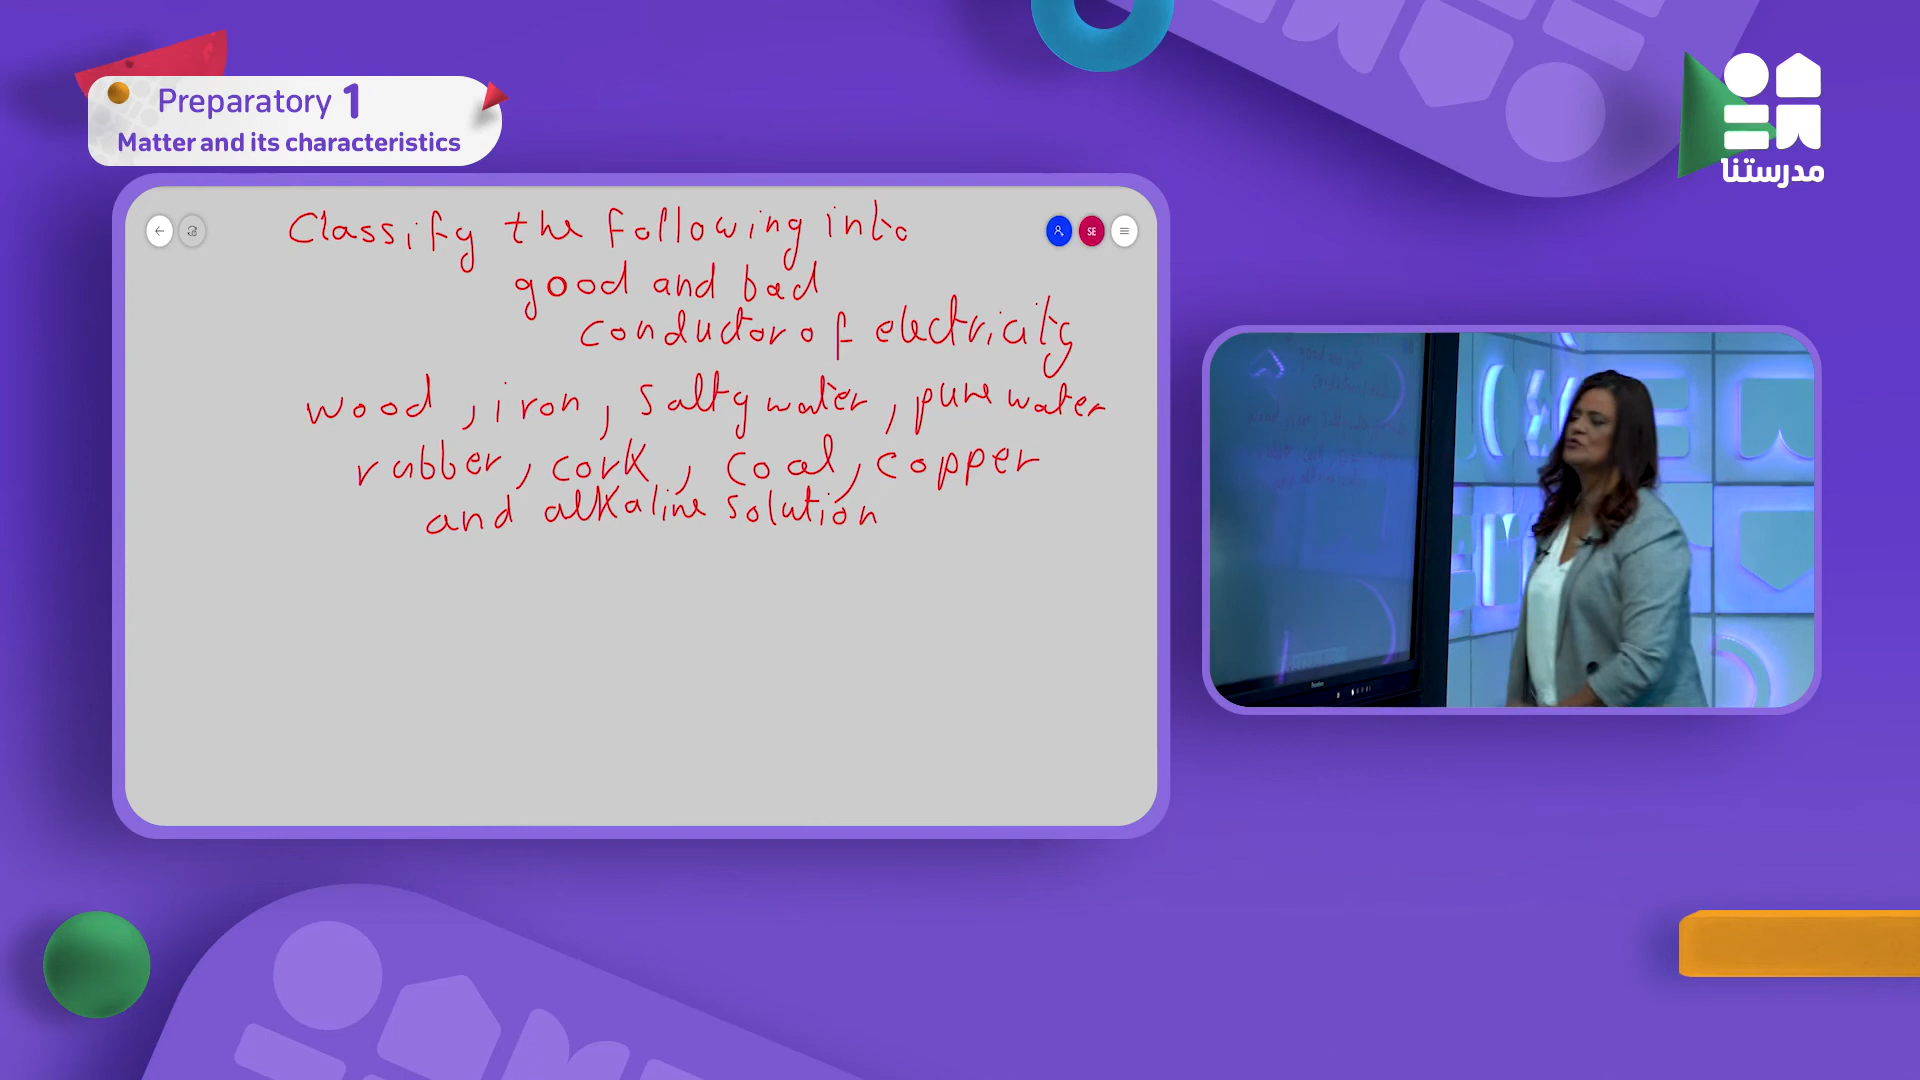 Preparatory 1
Matter and its characteristics
مدرستنا
Classify the following into
good and bad
conductor of electricity
wood, iron, salty water, pure water
rubber, cork, coal, copper
and alkaline solution
SE